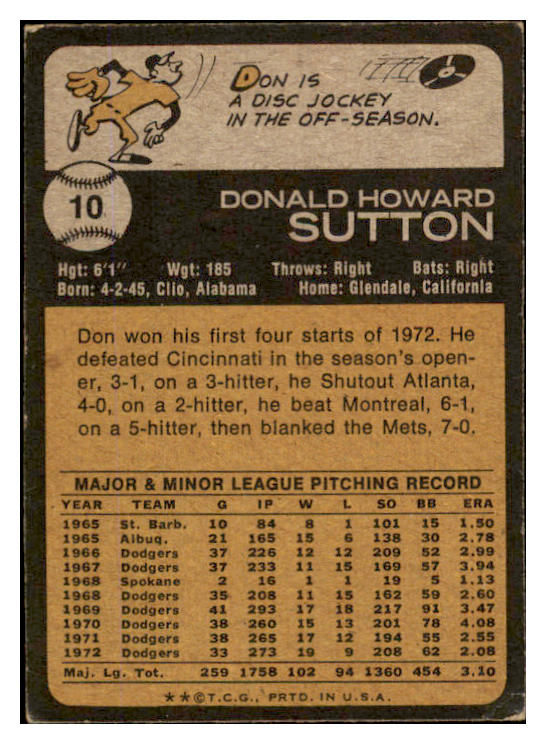 DON IS
A DISC JOCKEY
IN THE OFF-SEASON.
10
DONALD HOWARD
SUTTON
Hgt: 6'1" Wgt: 185 Throws: Right Bats: Right
Born: 4-2-45, Clio, Alabama Home: Glendale, California
Don won his first four starts of 1972. He
defeated Cincinnati in the season's open-
er, 3-1, on a 3-hitter, he Shutout Atlanta,
4-0, on a 2-hitter, he beat Montreal, 6-1,
on a 5-hitter, then blanked the Mets, 7-0.
MAJOR & MINOR LEAGUE PITCHING RECORD
YEAR TEAM G IP W L SO BB ERA
1965 St. Barb. 10 84 8 1 101 15 1.50
1965 Albuq. 21 165 15 6 138 30 2.78
1966 Dodgers 37 226 12 12 209 52 2.99
1967 Dodgers 37 233 11 15 169 57 3.94
1968 Spokane 2 16 1 1 19 5 1.13
1968 Dodgers 35 208 11 15 162 59 2.60
1969 Dodgers 41 293 17 18 217 91 3.47
1970 Dodgers 38 260 15 13 201 78 4.08
1971 Dodgers 38 265 17 12 194 55 2.55
1972 Dodgers 33 273 19 9 208 62 2.08
Maj. Lg. Tot. 259 1758 102 94 1360 454 3.10
**©T.C.G., PRTD. IN U.S.A.